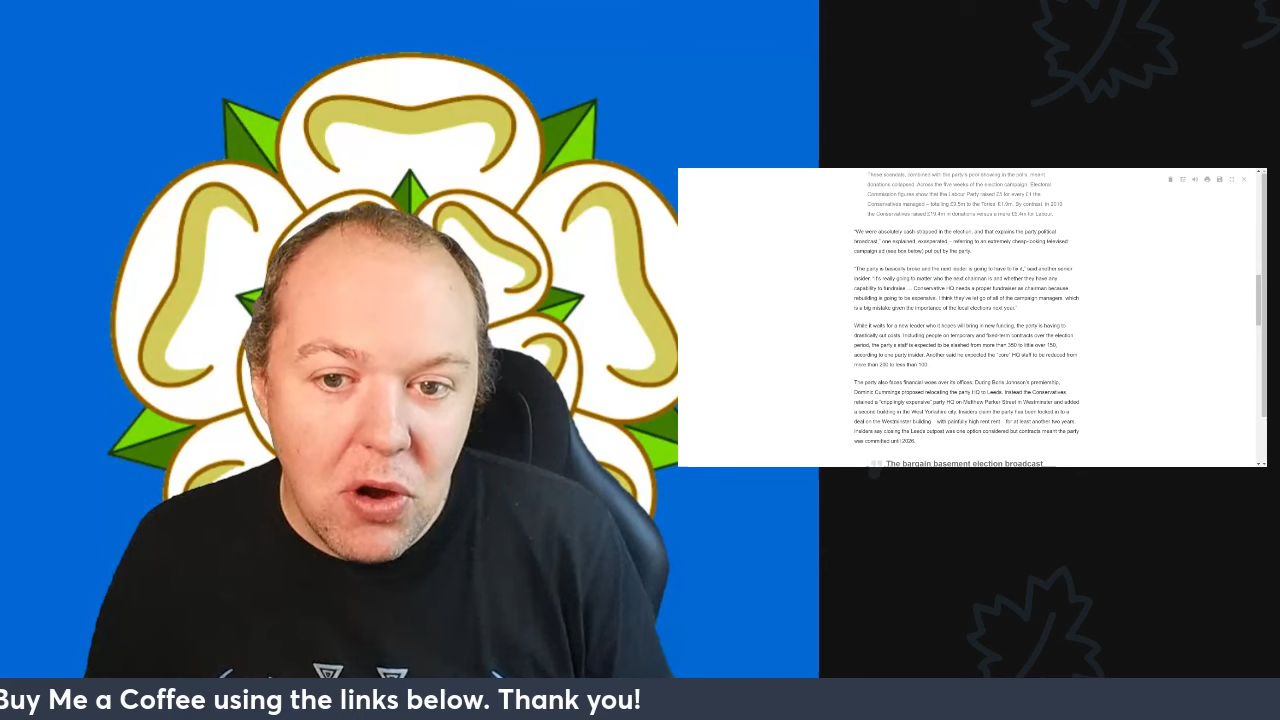 These scandals, combined with the party's poor showing in the polls, meant
donations collapsed. Across the five weeks of the election campaign, Electoral
Commission figures show that the Labour Party raised £5 for every £1 the
Conservatives managed – totalling £9.5m to the Tories' £1.9m. By contrast, in 2019
the Conservatives raised £19.4m in donations versus a mere £5.4m for Labour.
"We were absolutely cash-strapped in the election, and that explains the party political
broadcast," one explained, exasperated – referring to an extremely cheap-looking televised
campaign ad (see box below) put out by the party.
"The party is basically broke and the next leader is going to have to fix it," said another senior
insider. "It's really going to matter who the next chairman is and whether they have any
capability to fundraise ... Conservative HQ needs a proper fundraiser as chairman because
rebuilding is going to be expensive. I think they've let go of all of the campaign managers, which
is a big mistake given the importance of the local elections next year."
While it waits for a new leader who it hopes will bring in new funding, the party is having to
drastically cut costs. Including people on temporary and fixed-term contracts over the election
period, the party's staff is expected to be slashed from more than 350 to little over 150,
according to one party insider. Another said he expected the "core" HQ staff to be reduced from
more than 200 to less than 100
The party also faces financial woes over its offices. During Boris Johnson's premiership,
Dominic Cummings proposed relocating the party HQ to Leeds. Instead the Conservatives
retained a "cripplingly expensive" party HQ on Matthew Parker Street in Westminster and added
a second building in the West Yorkshire city. Insiders claim the party has been locked in to a
deal on the Westminster building with painfully high rent rent for at least another two years.
Insiders say closing the Leeds outpost was one option considered but contracts meant the party
was committed until 2026.
The bargain basement election broadcast
Buy Me a Coffee using the links below. Thank you!